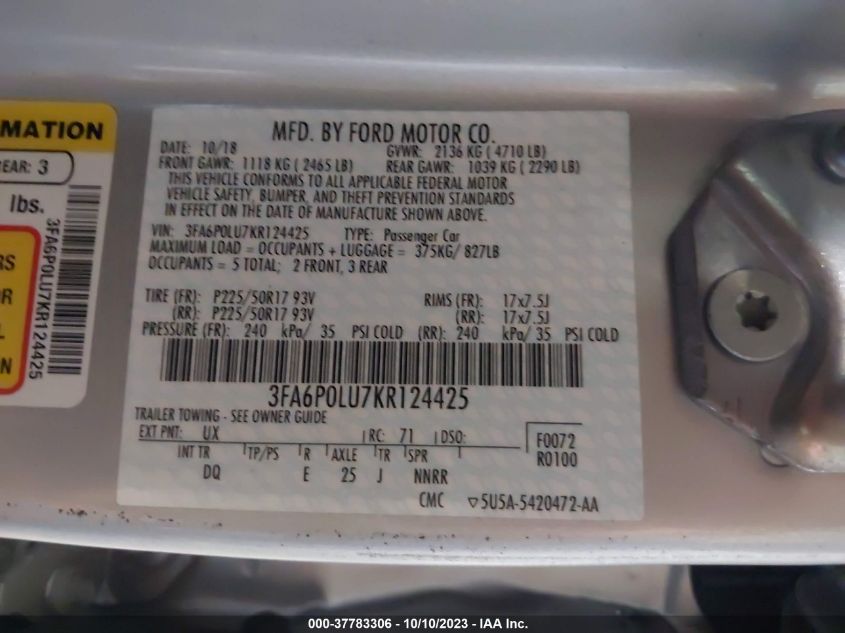 MATION
EAR: 3
lbs.
RS
OR
L
ON
3FA6P0LU7KR124425
MFD. BY FORD MOTOR CO.
DATE: 10/18 GVWR: 2136 KG ( 4710 LB)
FRONT GAWR: 1118 KG ( 2465 LB) REAR GAWR: 1039 KG ( 2290 LB)
THIS VEHICLE CONFORMS TO ALL APPLICABLE FEDERAL MOTOR
VEHICLE SAFETY, BUMPER, AND THEFT PREVENTION STANDARDS
IN EFFECT ON THE DATE OF MANUFACTURE SHOWN ABOVE.
VIN: 3FA6P0LU7KR124425 TYPE: Passenger Car
MAXIMUM LOAD = OCCUPANTS + LUGGAGE = 375KG/ 827LB
OCCUPANTS = 5 TOTAL; 2 FRONT, 3 REAR
TIRE (FR): P225/50R17 93V RIMS (FR): 17x7.5J
(RR): P225/50R17 93V (RR): 17x7.5J
PRESSURE (FR): 240 kPa/ 35 PSI COLD (RR): 240 kPa/ 35 PSI COLD
3FA6P0LU7KR124425
TRAILER TOWING - SEE OWNER GUIDE
EXT PNT: UX RC: 71 DSO: F0072
INT TR TP/PS R AXLE TR SPR R0100
DQ E 25 J NNRR
CMC ▽5U5A-5420472-AA
000-37783306 - 10/10/2023 - IAA Inc.